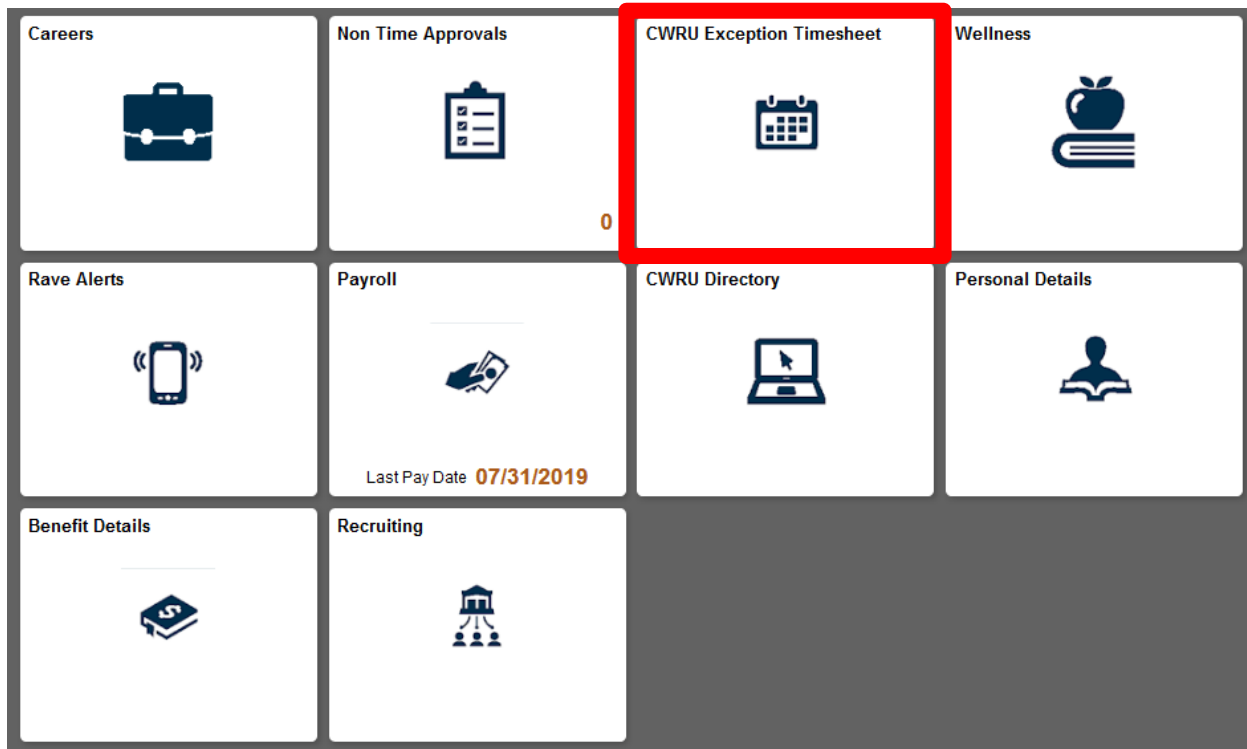 Careers
Non Time Approvals
CWRU Exception Timesheet
Wellness
0
Rave Alerts
Payroll
CWRU Directory
Personal Details
Last Pay Date 07/31/2019
Benefit Details
Recruiting